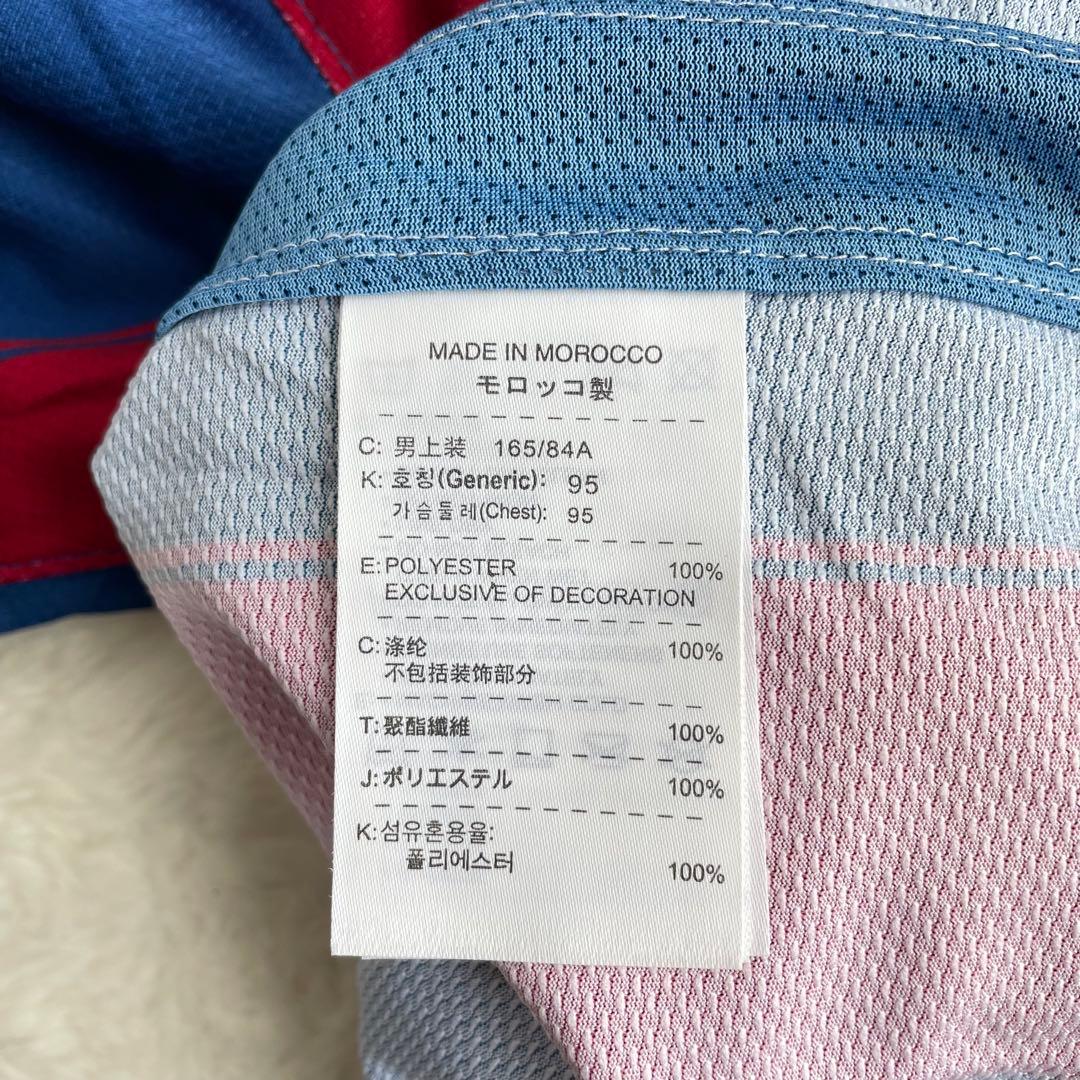 MADE IN MOROCCO
モロッコ製
C: 男上装 165/84A
K: 호칭(Generic): 95
가슴둘레(Chest): 95
E: POLYESTER 100%
EXCLUSIVE OF DECORATION
C: 涤纶 100%
不包括装饰部分
T: 聚酯纖維 100%
J: ポリエステル 100%
K: 섬유혼용율:
폴리에스터 100%